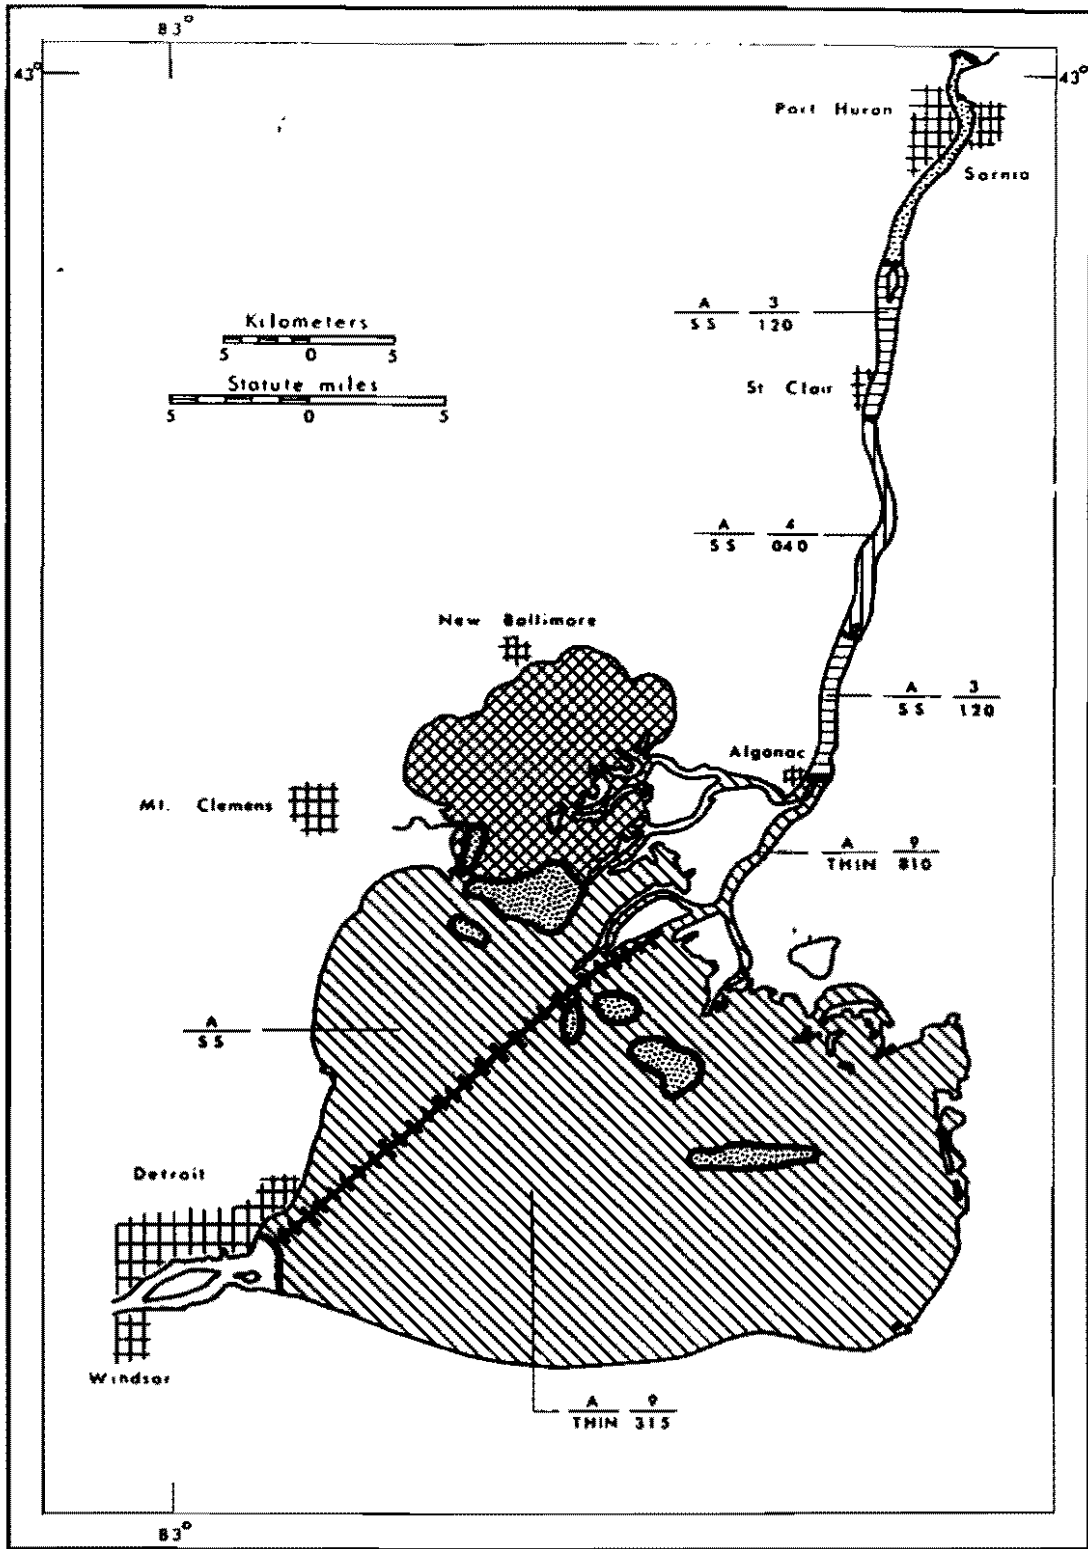 83°
43°
43°
Port Huron
Sarnia
A 3
SS 120
Kilometers
5 0 5
Statute miles
5 0 5
St Clair
A 4
SS 040
New Baltimore
A 3
SS 120
Algonac
Mt. Clemens
A 9
THIN 810
A
SS
Detroit
Windsor
A 9
THIN 315
83°